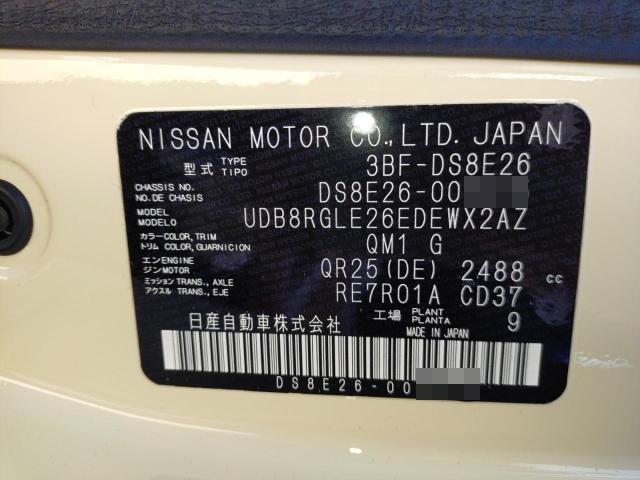 NISSAN MOTOR CO.,LTD. JAPAN
型式 TYPE TIPO 3BF-DS8E26
CHASSIS NO. NO.DE CHASIS DS8E26-00
MODEL MODELO UDB8RGLE26EDEWX2AZ
カラー COLOR, TRIM トリム COLOR, GUARNICION QM1 G
エンジン ENGINE MOTOR QR25(DE) 2488 cc
ミッション アクスル TRANS., AXLE TRANS., EJE RE7R01A CD37
日産自動車株式会社 工場 PLANT PLANTA 9
MADE IN JAPAN
DS8E26-00